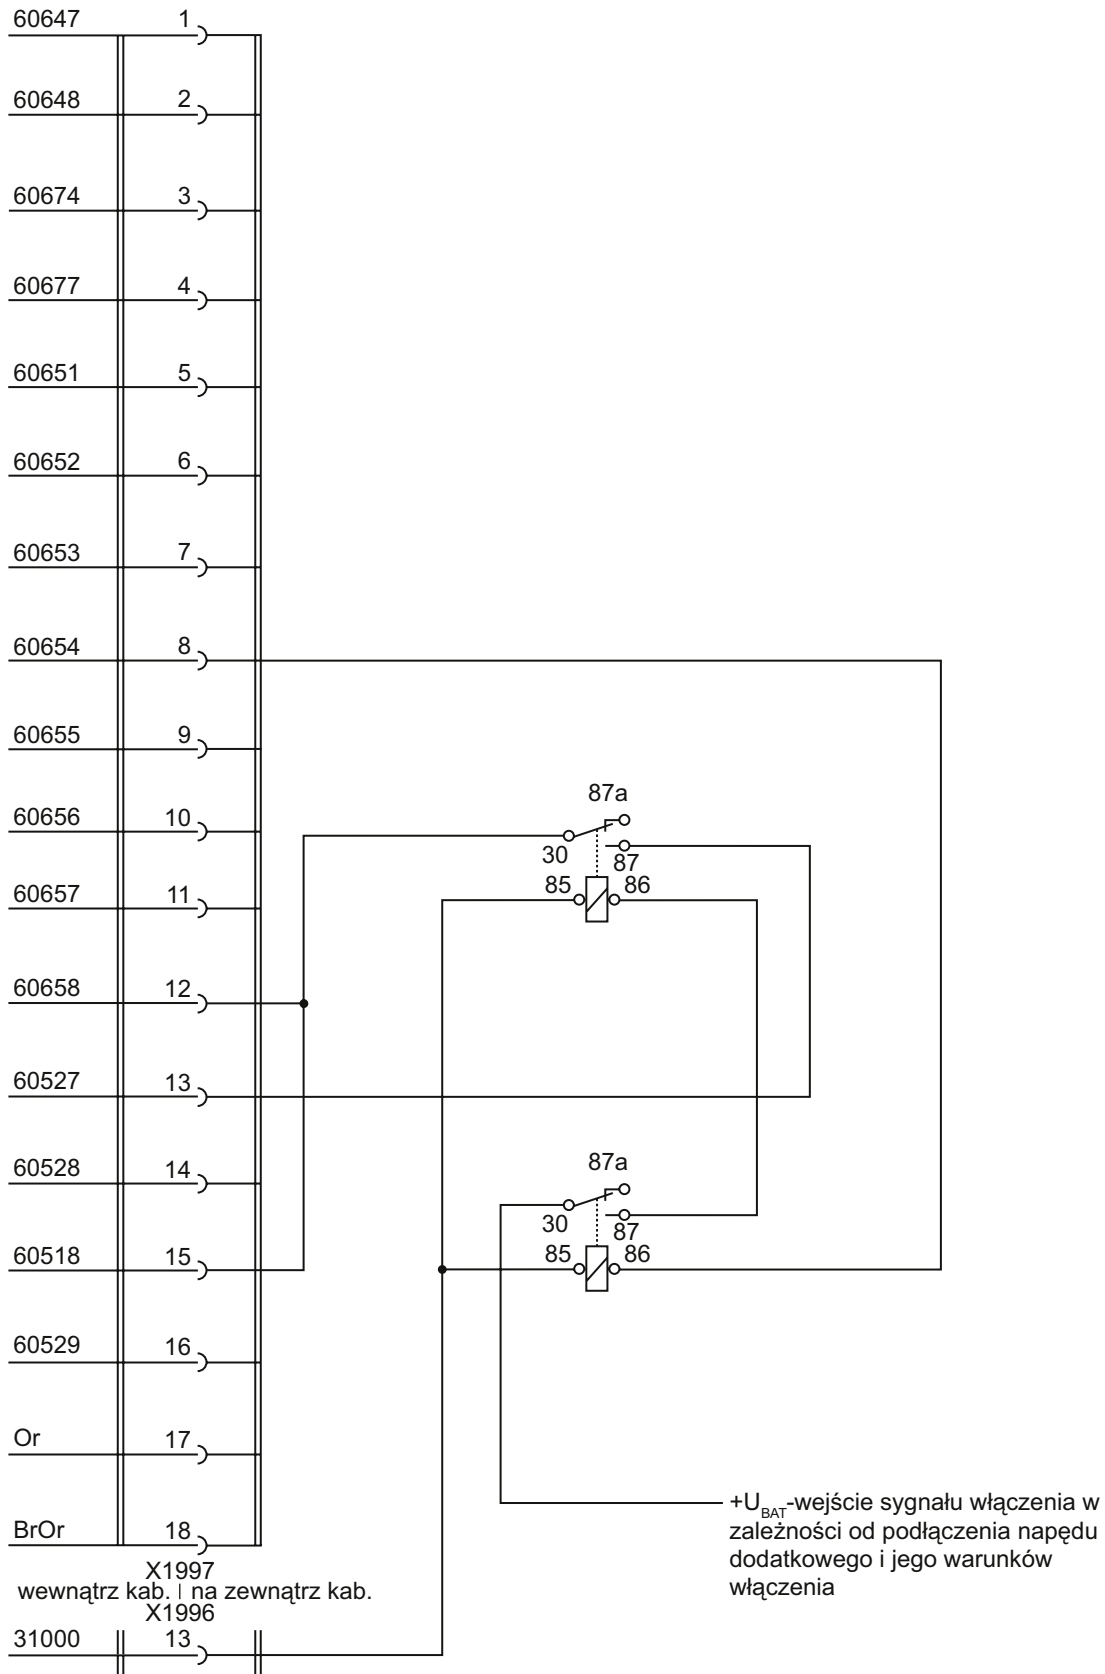 60647 1
60648 2
60674 3
60677 4
60651 5
60652 6
60653 7
60654 8
60655 9
87a
60656 10
30 87
85 86
60657 11
60658 12
60527 13
87a
60528 14
30 87
85 86
60518 15
60529 16
Or 17
+UBAT-wejście sygnału włączenia w
zależności od podłączenia napędu
dodatkowego i jego warunków
włączenia
BrOr 18
X1997
wewnątrz kab. | na zewnątrz kab.
X1996
31000 13